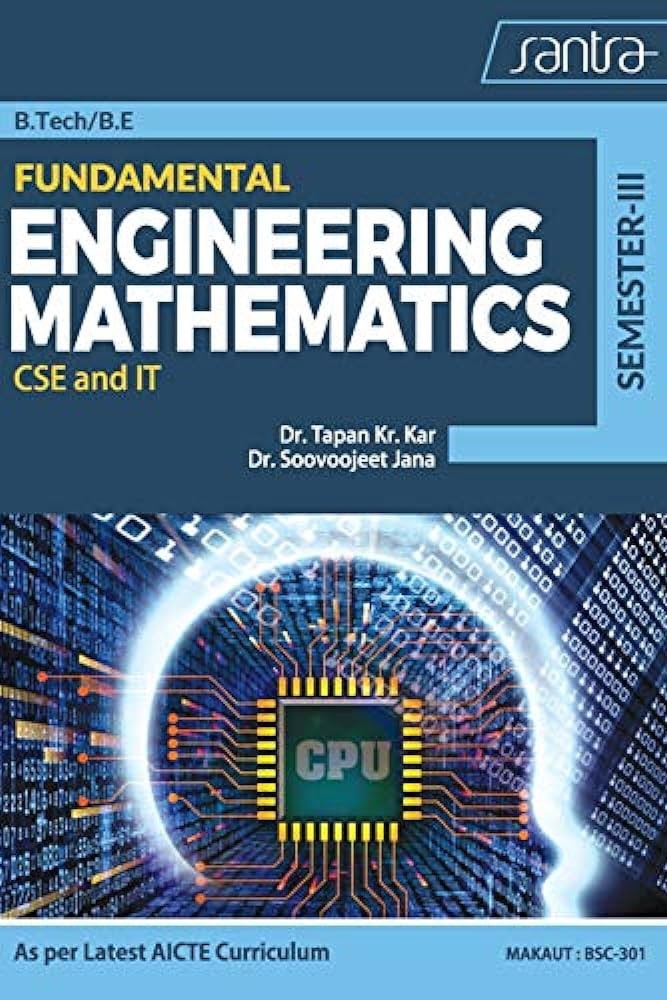 santra
B.Tech/B.E
SEMESTER-III
FUNDAMENTAL
ENGINEERING
MATHEMATICS
CSE and IT
Dr. Tapan Kr. Kar
Dr. Soovoojeet Jana
CPU
As per Latest AICTE Curriculum
MAKAUT : BSC-301